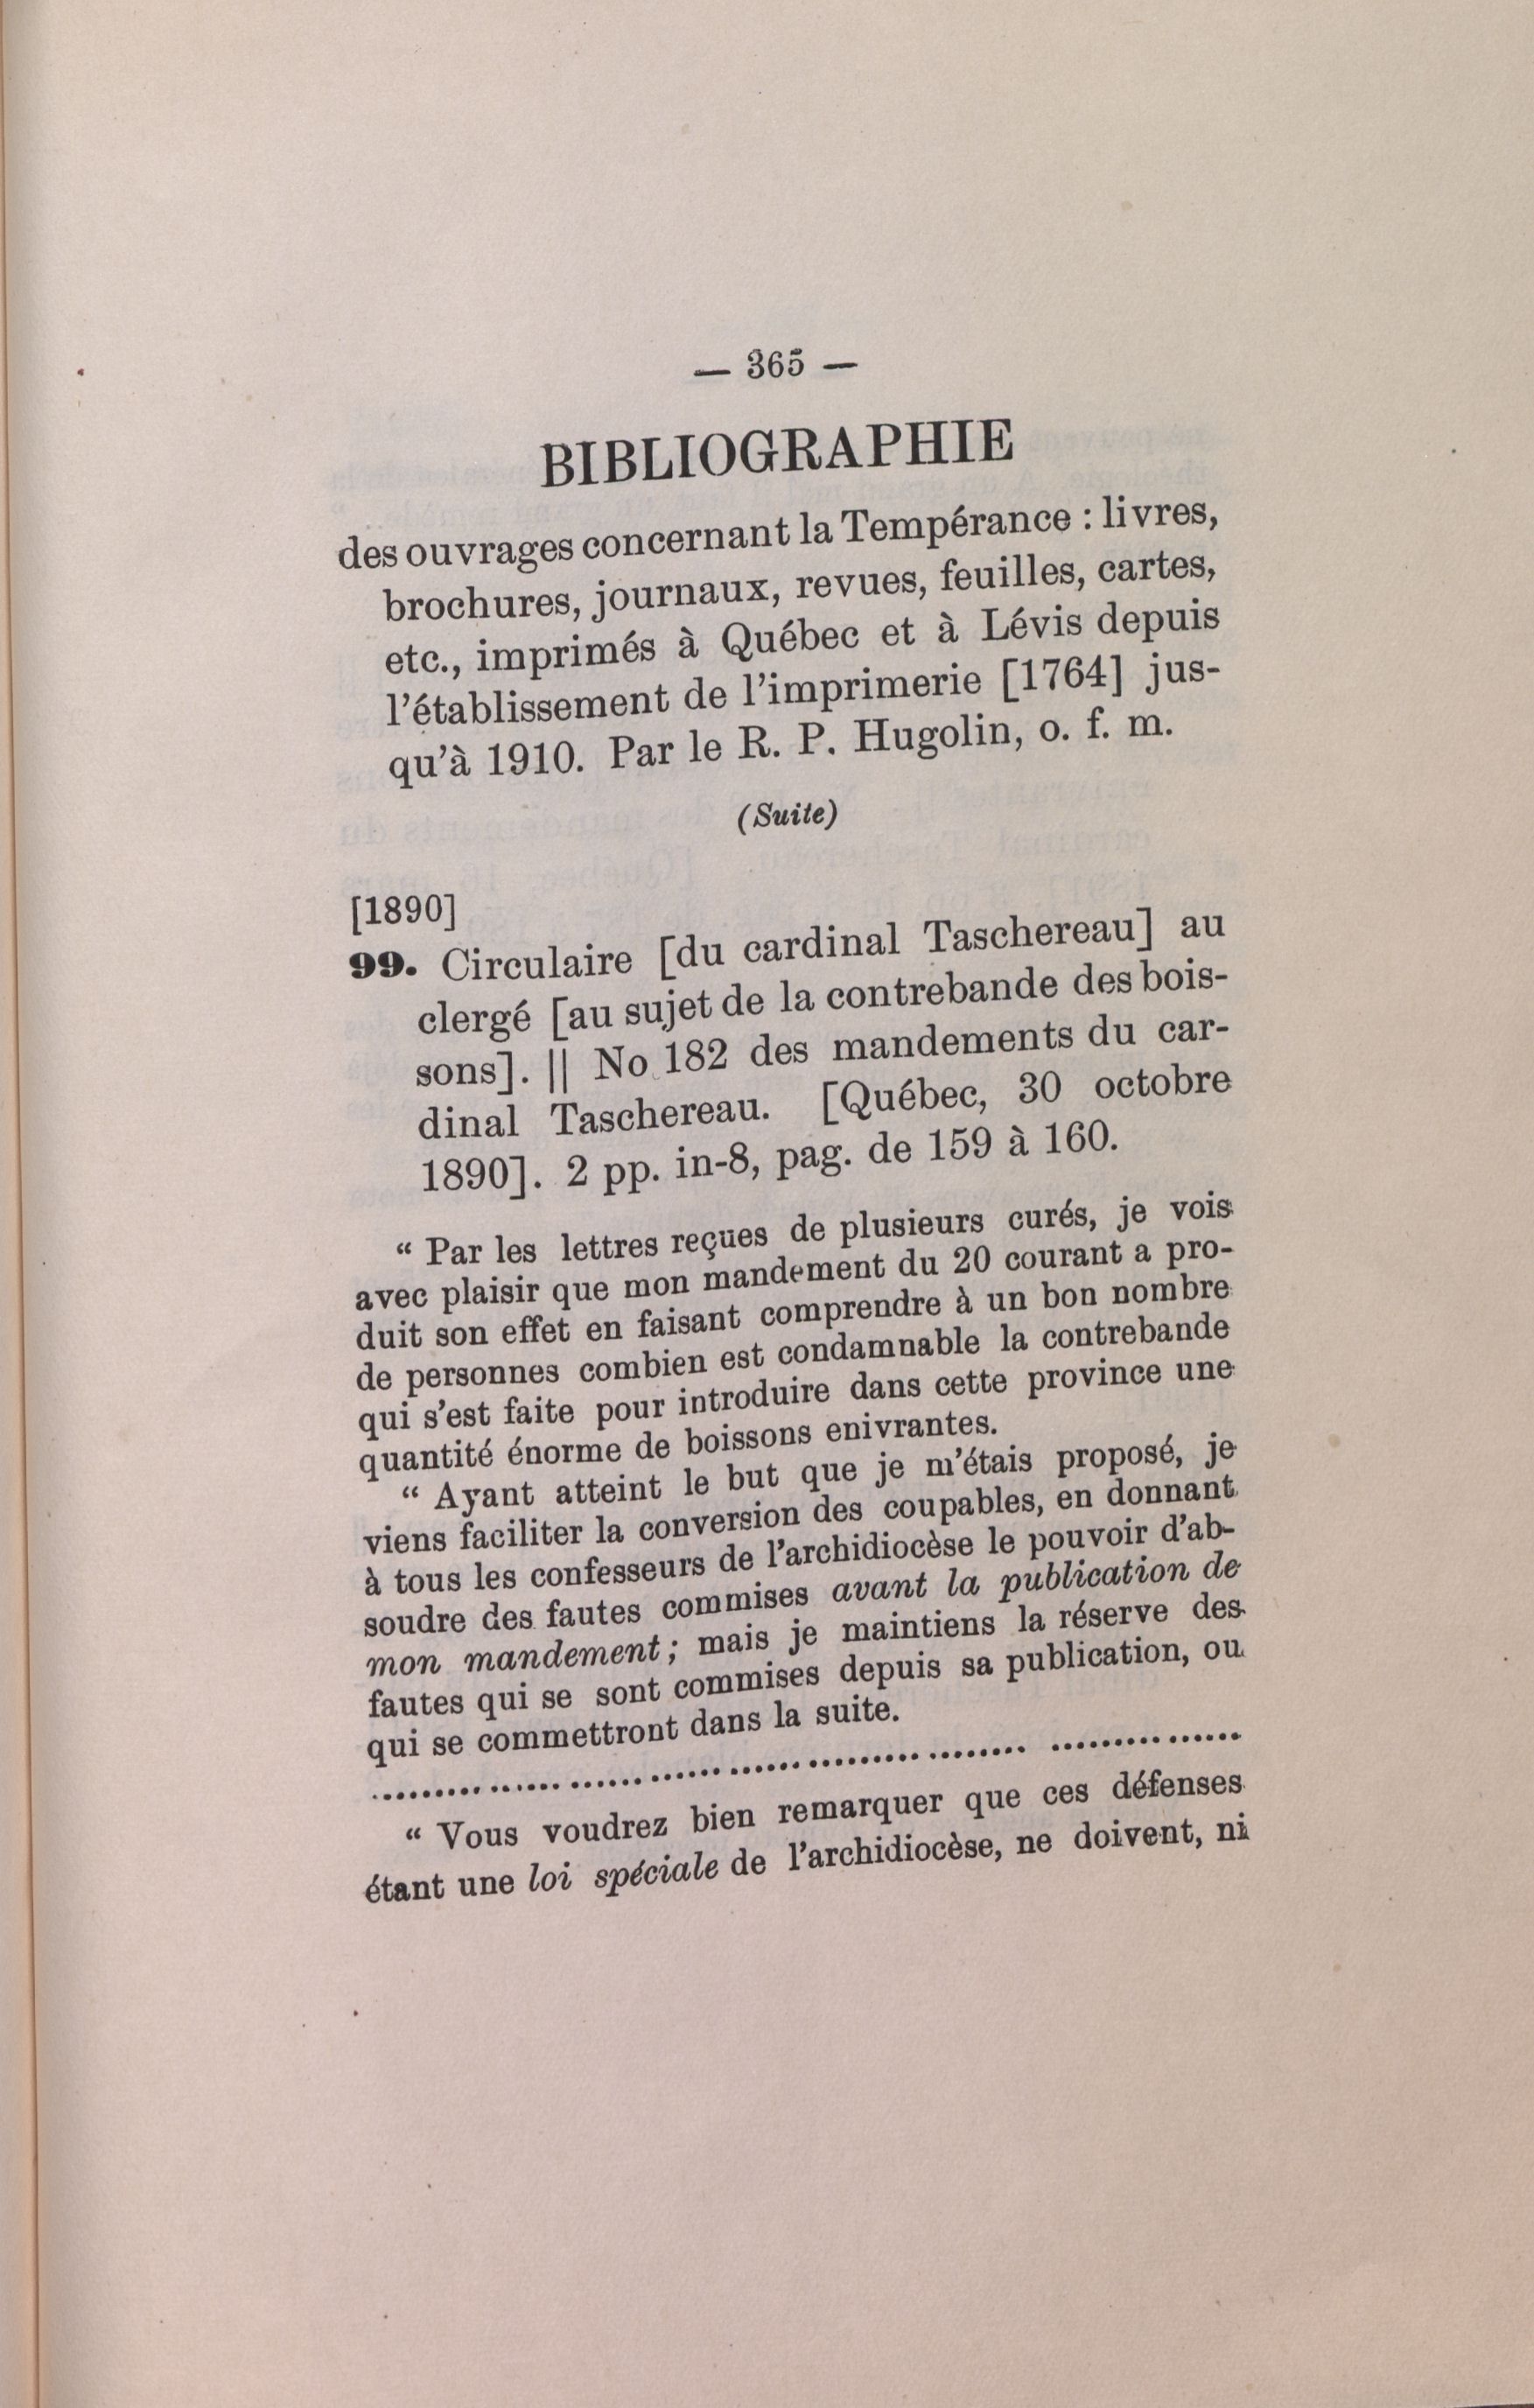 — 365 —
BIBLIOGRAPHIE
des ouvrages concernant la Tempérance : livres,
brochures, journaux, revues, feuilles, cartes,
etc., imprimés à Québec et à Lévis depuis
l'établissement de l'imprimerie [1764] jus-
qu'à 1910. Par le R. P. Hugolin, o. f. m.
(Suite)
[1890]
99. Circulaire [du cardinal Taschereau] au
clergé [au sujet de la contrebande des bois-
sons]. || No 182 des mandements du car-
dinal Taschereau. [Québec, 30 octobre
1890]. 2 pp. in-8, pag. de 159 à 160.
“ Par les lettres reçues de plusieurs curés, je vois
avec plaisir que mon mandement du 20 courant a pro-
duit son effet en faisant comprendre à un bon nombre
de personnes combien est condamnable la contrebande
qui s'est faite pour introduire dans cette province une
quantité énorme de boissons enivrantes.
“ Ayant atteint le but que je m'étais proposé, je
viens faciliter la conversion des coupables, en donnant
à tous les confesseurs de l'archidiocèse le pouvoir d'ab-
soudre des fautes commises avant la publication de
mon mandement ; mais je maintiens la réserve des
fautes qui se sont commises depuis sa publication, ou
qui se commettront dans la suite.
................................................................................
“ Vous voudrez bien remarquer que ces défenses
étant une loi spéciale de l'archidiocèse, ne doivent, ni